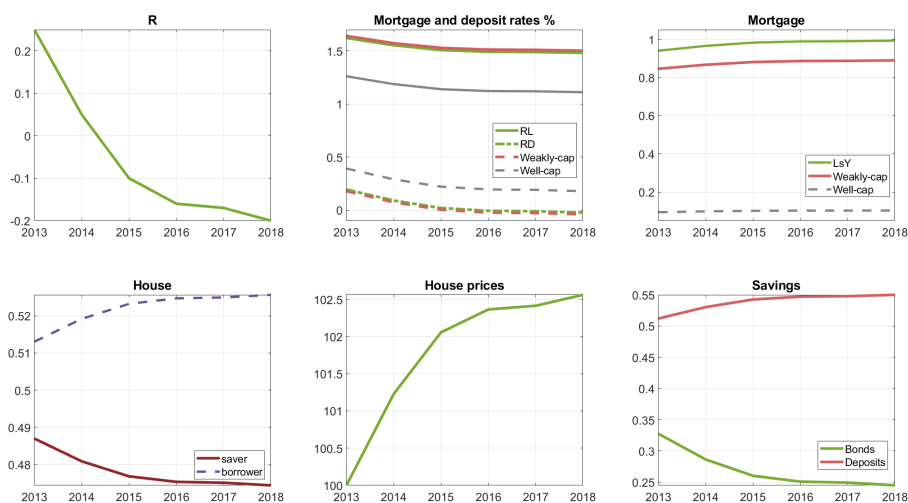 R
0.2
0.1
0
-0.1
-0.2
2013 2014 2015 2016 2017 2018
Mortgage and deposit rates %
1.5
1
0.5
0
RL
RD
Weakly-cap
Well-cap
2013 2014 2015 2016 2017 2018
Mortgage
1
0.8
0.6
0.4
0.2
LsY
Weakly-cap
Well-cap
2013 2014 2015 2016 2017 2018
House
0.52
0.51
0.5
0.49
0.48
saver
borrower
2013 2014 2015 2016 2017 2018
House prices
102.5
102
101.5
101
100.5
100
2013 2014 2015 2016 2017 2018
Savings
0.55
0.5
0.45
0.4
0.35
0.3
0.25
Bonds
Deposits
2013 2014 2015 2016 2017 2018